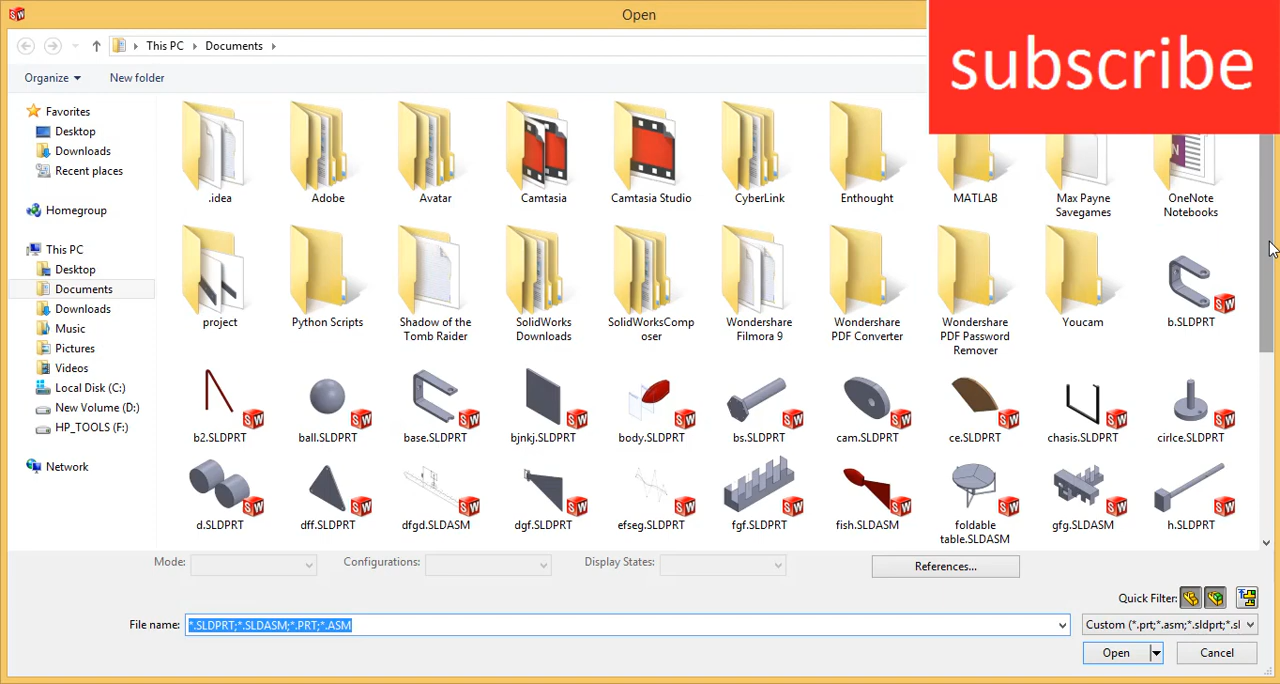 Open
subscribe
This PC
Documents
Organize
New folder
Favorites
Desktop
Downloads
Recent places
Homegroup
This PC
Desktop
Documents
Downloads
Music
Pictures
Videos
Local Disk (C:)
New Volume (D:)
HP_TOOLS (F:)
Network
.idea
Adobe
Avatar
Camtasia
Camtasia Studio
CyberLink
Enthought
MATLAB
Max Payne
Savegames
OneNote
Notebooks
project
Python Scripts
Shadow of the
Tomb Raider
SolidWorks
Downloads
SolidWorksComp
oser
Wondershare
Filmora 9
Wondershare
PDF Converter
Wondershare
PDF Password
Remover
Youcam
b.SLDPRT
b2.SLDPRT
ball.SLDPRT
base.SLDPRT
bjnkj.SLDPRT
body.SLDPRT
bs.SLDPRT
cam.SLDPRT
ce.SLDPRT
chasis.SLDPRT
cirlce.SLDPRT
d.SLDPRT
dff.SLDPRT
dfgd.SLDASM
dgf.SLDPRT
efseg.SLDPRT
fgf.SLDPRT
fish.SLDASM
foldable
table.SLDASM
gfg.SLDASM
h.SLDPRT
Mode:
Configurations:
Display States:
References...
Quick Filter:
File name:
*.SLDPRT;*.SLDASM;*.PRT;*.ASM
Custom (*.prt;*.asm;*.sldprt;*.sl
Open
Cancel